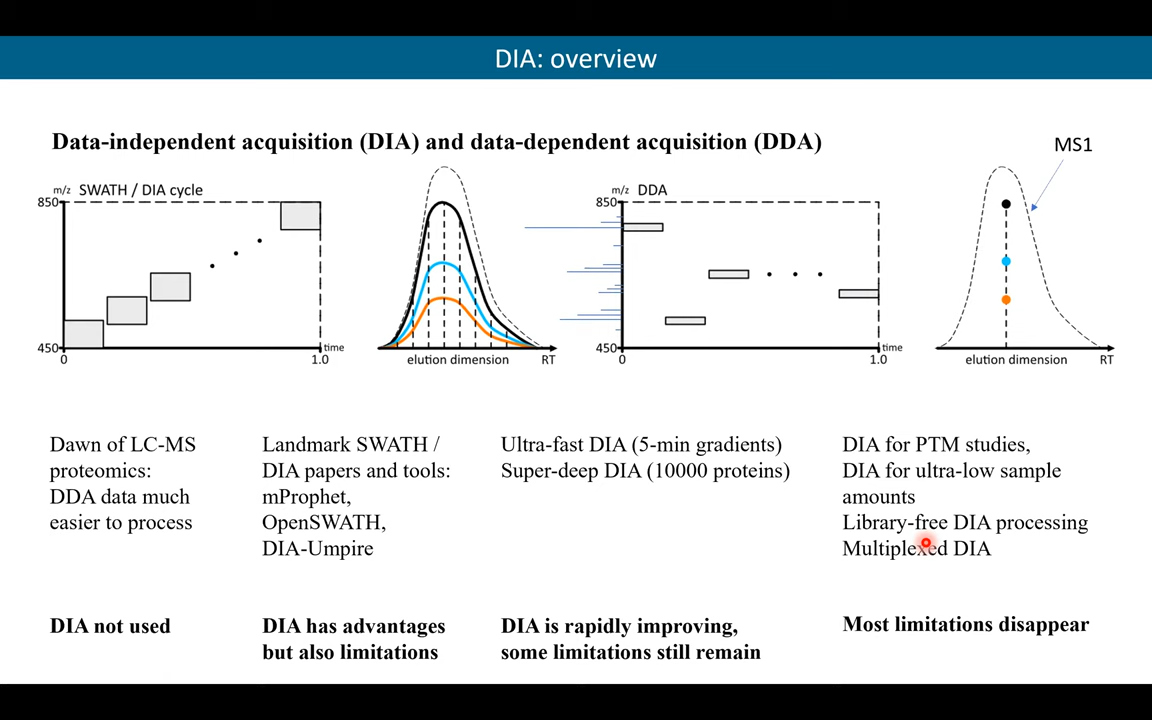 DIA: overview
Data-independent acquisition (DIA) and data-dependent acquisition (DDA)
MS1
m/z SWATH / DIA cycle
850
450
0
1.0
time
elution dimension
RT
m/z DDA
850
450
0
1.0
time
elution dimension
RT
Dawn of LC-MS
proteomics:
DDA data much
easier to process
Landmark SWATH /
DIA papers and tools:
mProphet,
OpenSWATH,
DIA-Umpire
Ultra-fast DIA (5-min gradients)
Super-deep DIA (10000 proteins)
DIA for PTM studies,
DIA for ultra-low sample
amounts
Library-free DIA processing
Multiplexed DIA
DIA not used
DIA has advantages
but also limitations
DIA is rapidly improving,
some limitations still remain
Most limitations disappear